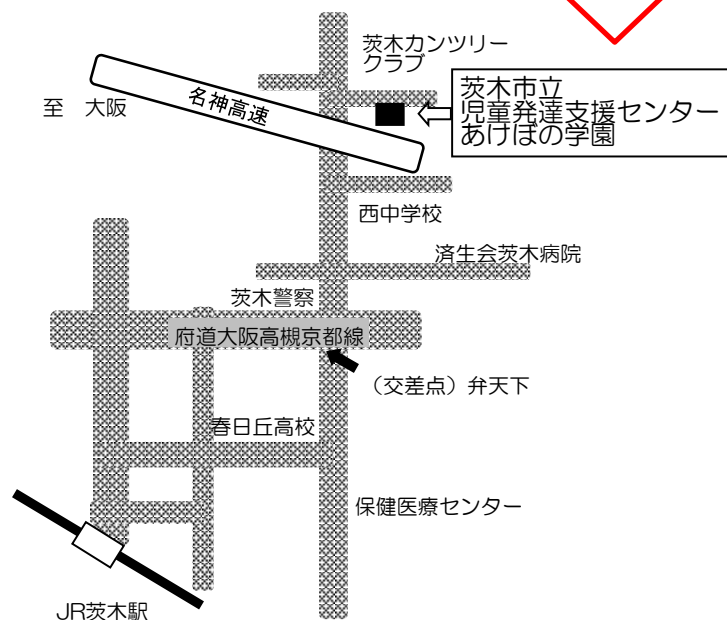 茨木カンツリー
クラブ
茨木市立
児童発達支援センター
あけぼの学園
至　大阪
名神高速
西中学校
済生会茨木病院
茨木警察
府道大阪高槻京都線
（交差点）弁天下
春日丘高校
保健医療センター
JR茨木駅